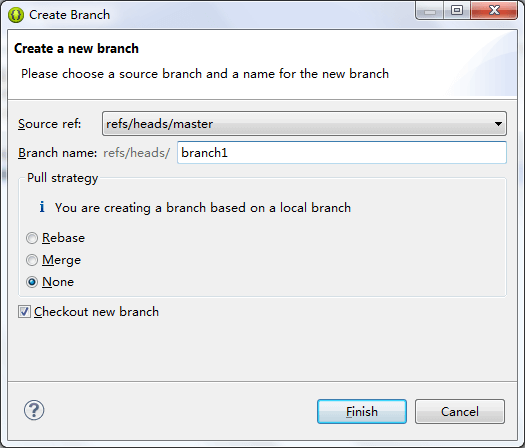 Create Branch
Create a new branch
Please choose a source branch and a name for the new branch
Source ref: refs/heads/master
Branch name: refs/heads/ branch1
Pull strategy
You are creating a branch based on a local branch
Rebase
Merge
None
Checkout new branch
Finish Cancel